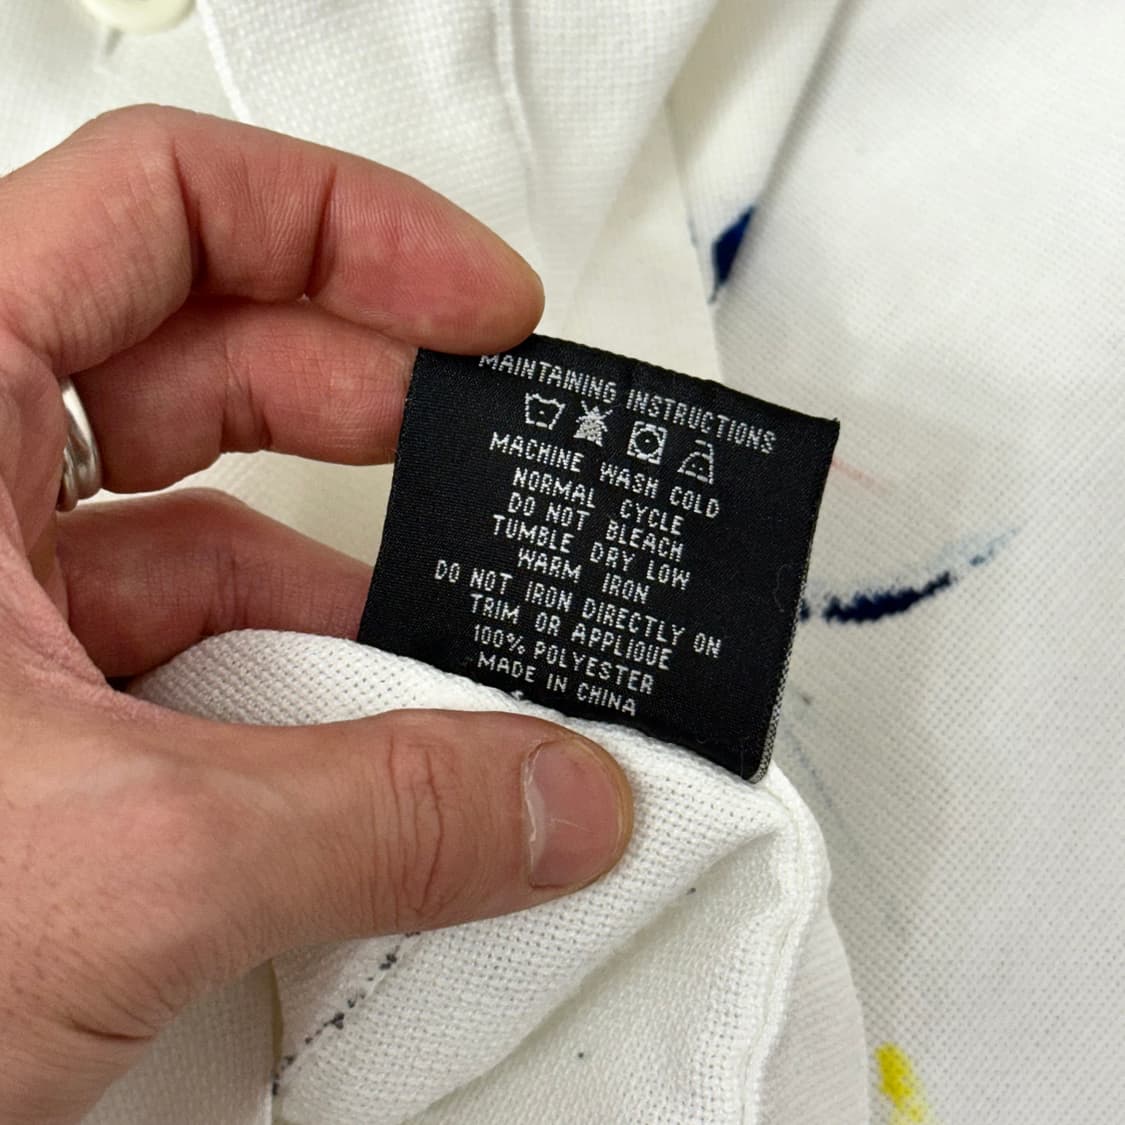 MAINTAINING INSTRUCTIONS
MACHINE WASH COLD
NORMAL CYCLE
DO NOT BLEACH
TUMBLE DRY LOW
WARM IRON
DO NOT IRON DIRECTLY ON
TRIM OR APPLIQUE
100% POLYESTER
MADE IN CHINA